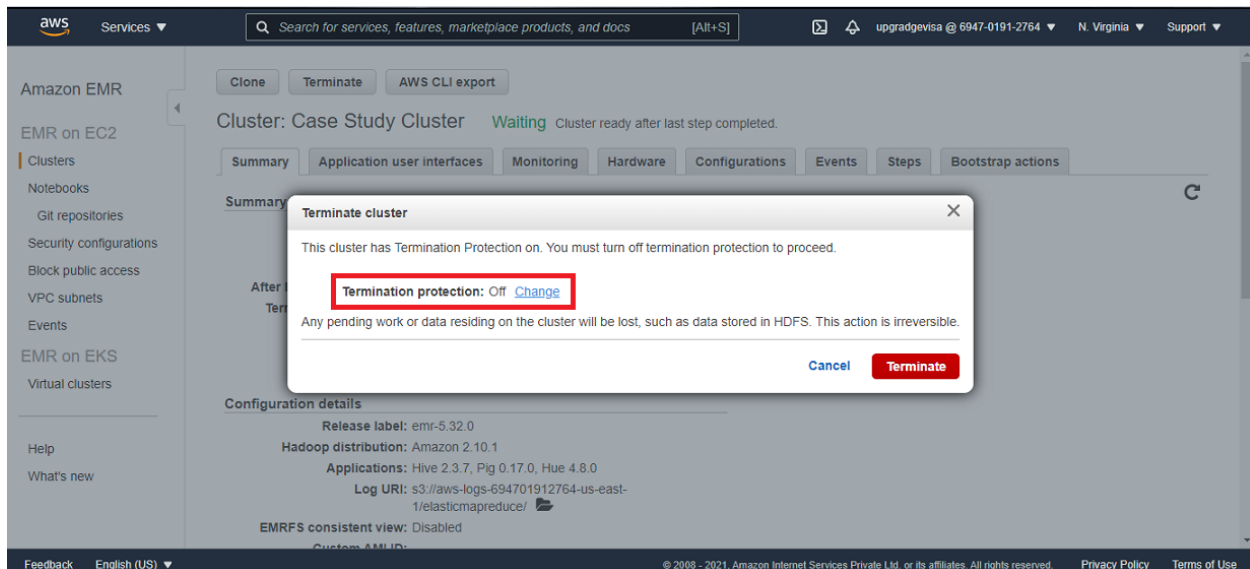 aws Services ▼ Search for services, features, marketplace products, and docs [Alt+S] upgradgevisa @ 6947-0191-2764 ▼ N. Virginia ▼ Support ▼
Amazon EMR
EMR on EC2
Clusters
Notebooks
Git repositories
Security configurations
Block public access
VPC subnets
Events
EMR on EKS
Virtual clusters
Help
What's new
Clone Terminate AWS CLI export
Cluster: Case Study Cluster Waiting Cluster ready after last step completed.
Summary Application user interfaces Monitoring Hardware Configurations Events Steps Bootstrap actions
Summary
After
Terminate cluster
This cluster has Termination Protection on. You must turn off termination protection to proceed.
Termination protection: Off Change
Any pending work or data residing on the cluster will be lost, such as data stored in HDFS. This action is irreversible.
Cancel Terminate
Configuration details
Release label: emr-5.32.0
Hadoop distribution: Amazon 2.10.1
Applications: Hive 2.3.7, Pig 0.17.0, Hue 4.8.0
Log URI: s3://aws-logs-694701912764-us-east-
1/elasticmapreduce/
EMRFS consistent view: Disabled
Feedback English (US) ▼ © 2008 - 2021, Amazon Internet Services Private Ltd. or its affiliates. All rights reserved. Privacy Policy Terms of Use